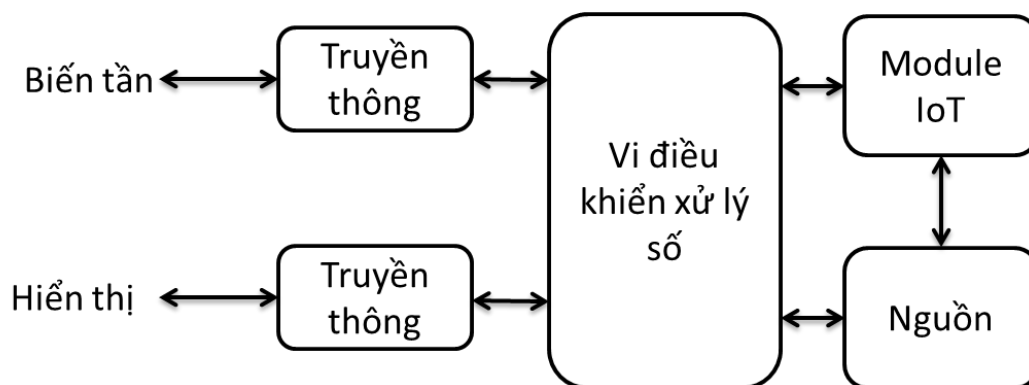 Biến tần
Truyền
thông
Vi điều
khiển xử lý
số
Module
IoT
Hiển thị
Truyền
thông
Nguồn